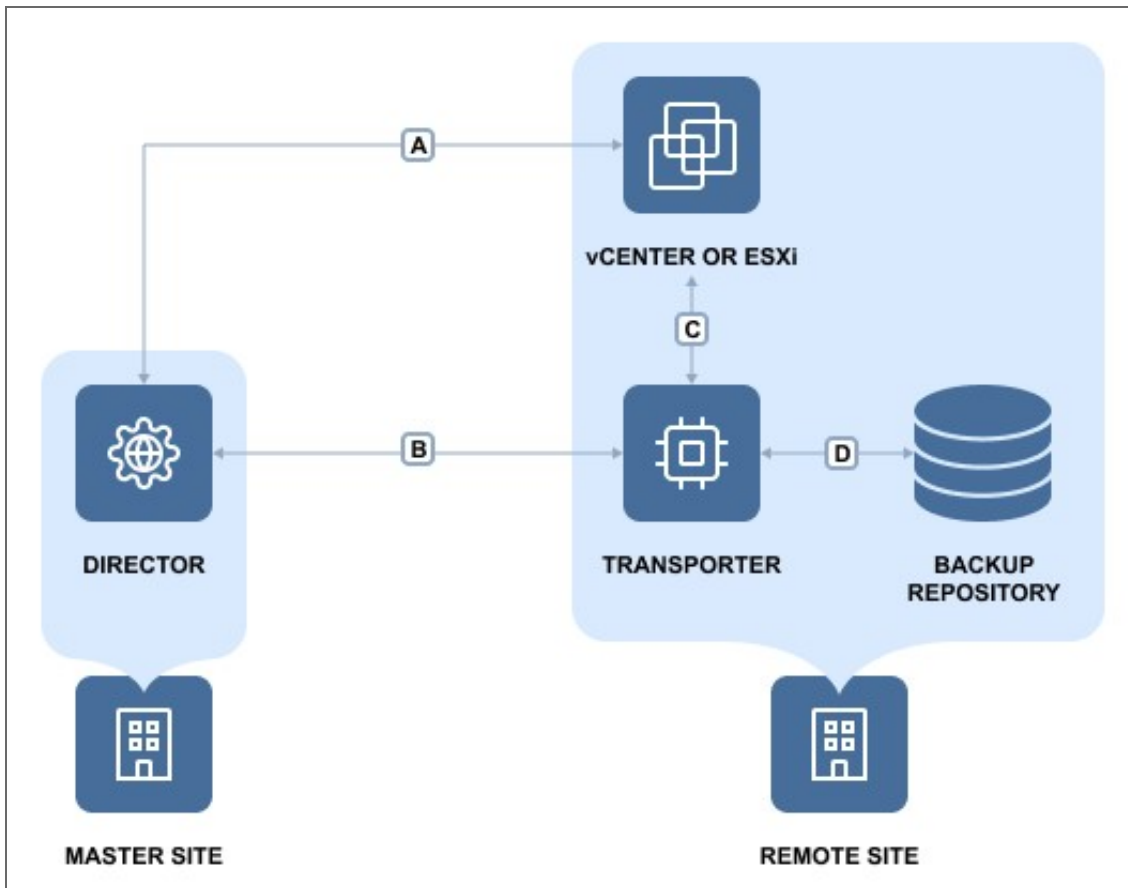 A
vCENTER OR ESXi
C
B
D
DIRECTOR
TRANSPORTER
BACKUP
REPOSITORY
MASTER SITE
REMOTE SITE